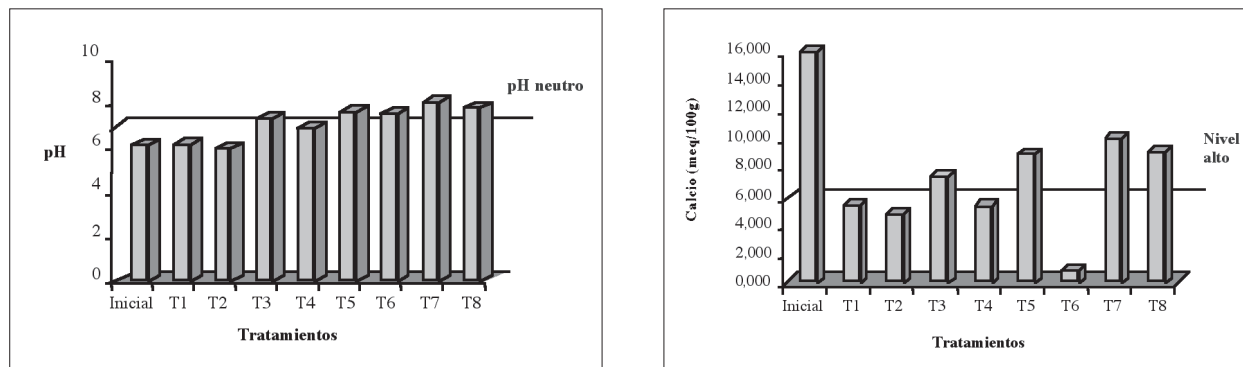 10
8
6
4
2
0
pH
pH neutro
Inicial T1 T2 T3 T4 T5 T6 T7 T8
Tratamientos
16,000
14,000
12,000
10,000
8,000
6,000
4,000
2,000
0,000
Calcio (meq/100g)
Nivel
alto
Inicial T1 T2 T3 T4 T5 T6 T7 T8
Tratamientos